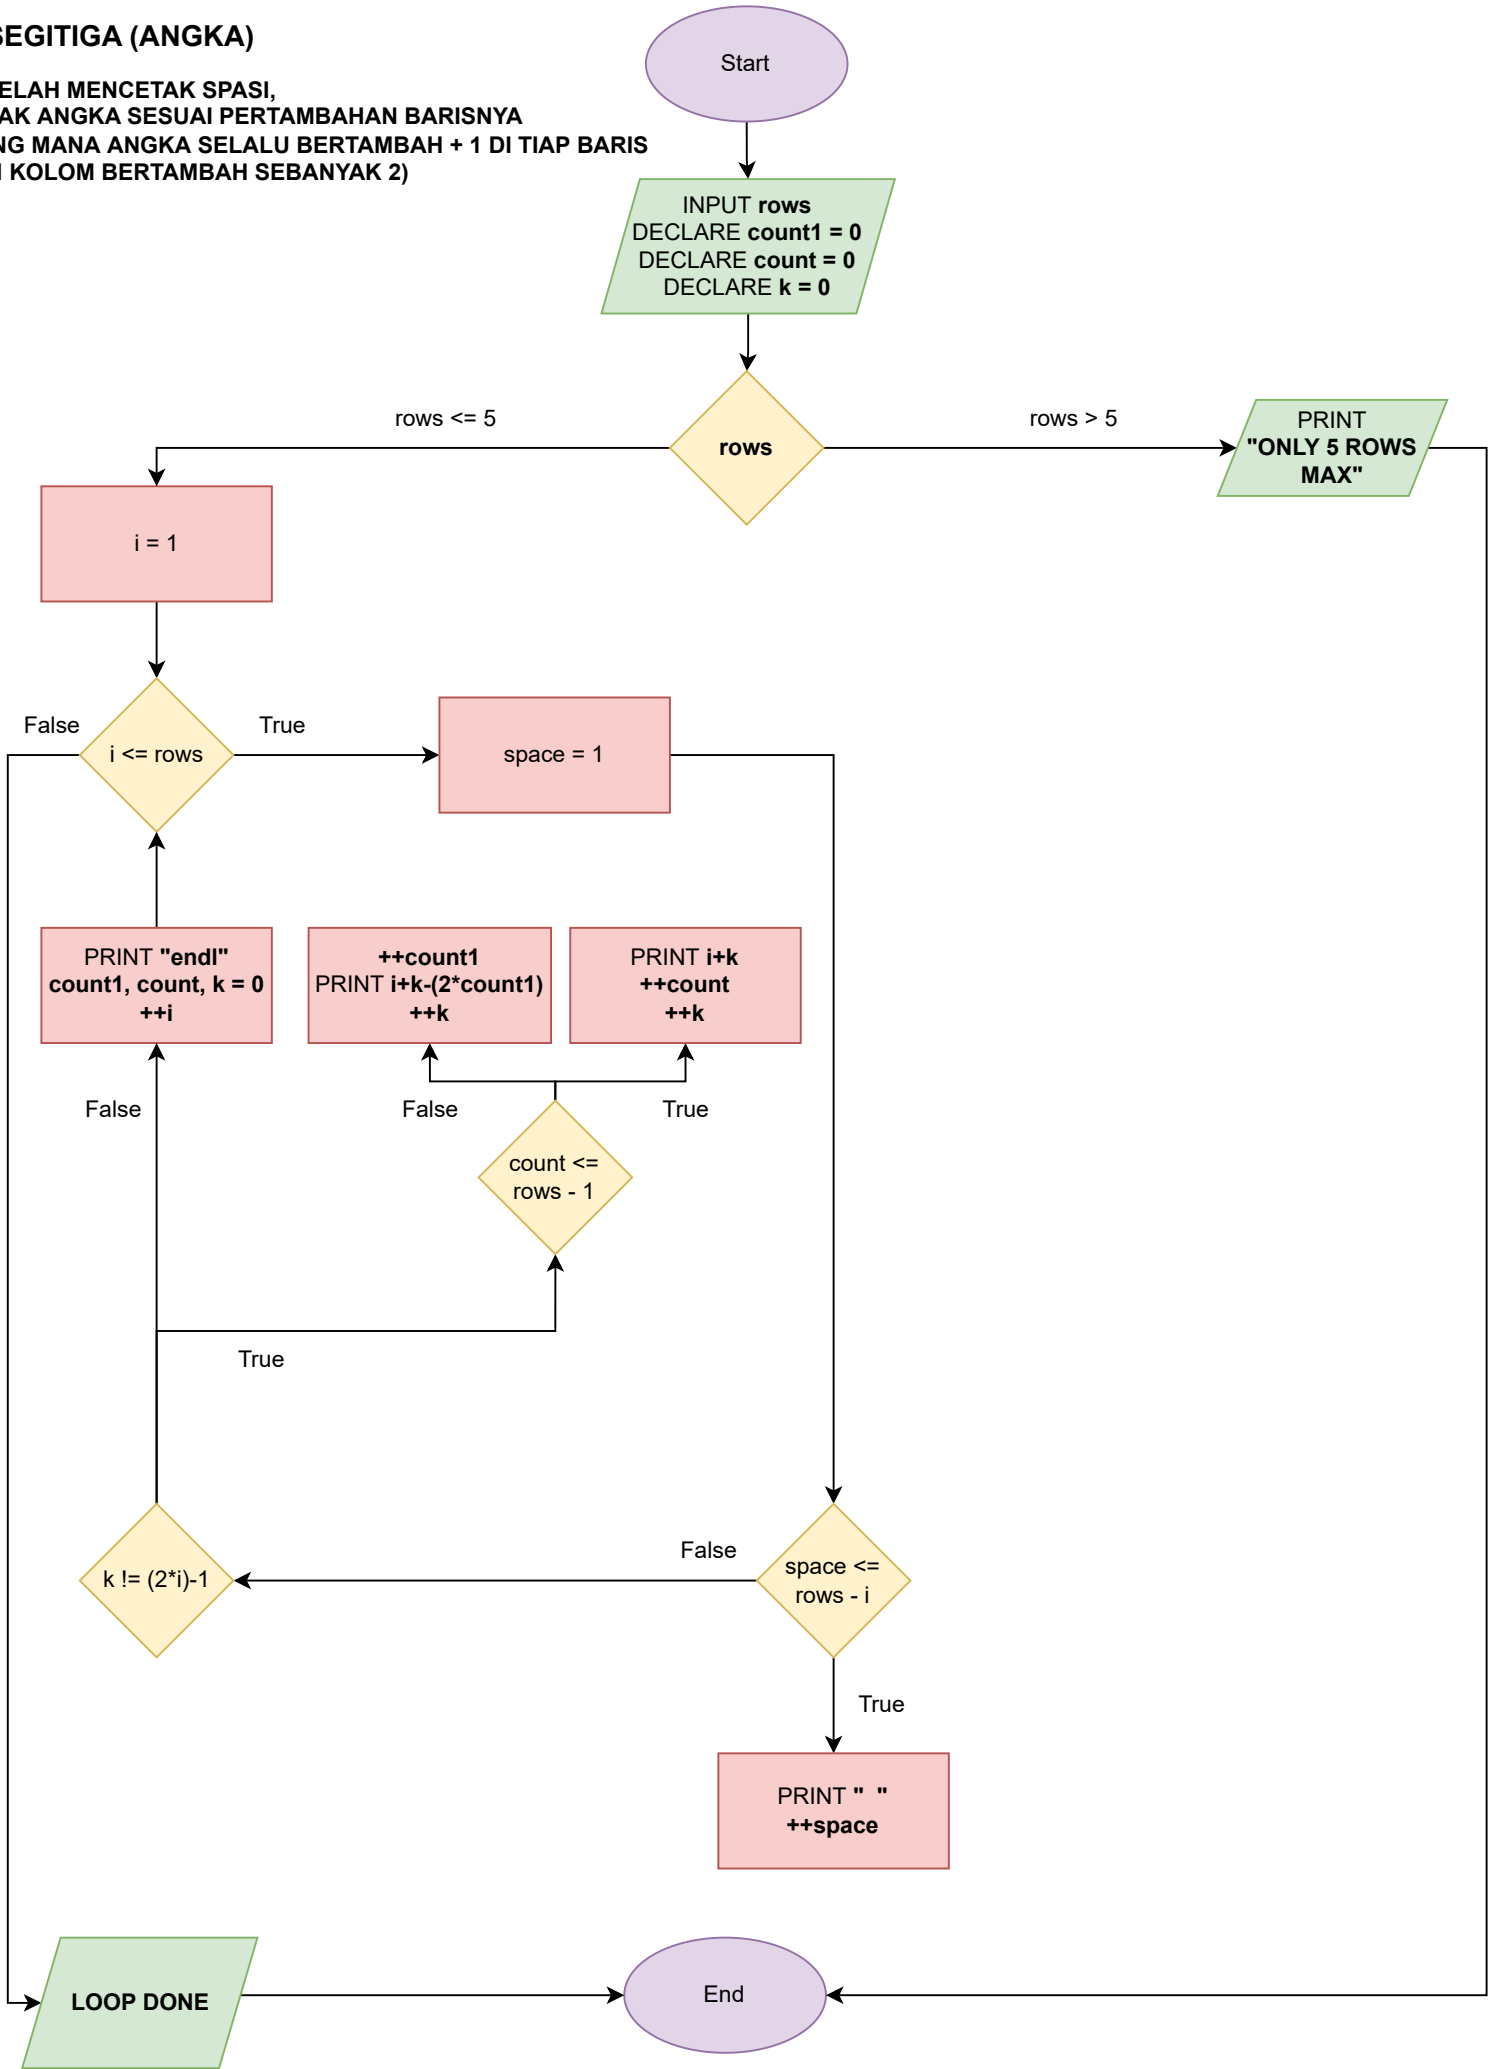 SEGITIGA (ANGKA)
MENCETAK SPASI,
ANGKA SESUAI PERTAMBAHAN BARISNYA
MANA ANGKA SELALU BERTAMBAH + 1 DI TIAP BARIS
KOLOM BERTAMBAH SEBANYAK 2)
Start
INPUT rows
DECLARE count1 = 0
DECLARE count = 0
DECLARE k = 0
rows <= 5
rows
rows > 5
PRINT
"ONLY 5 ROWS
MAX"
i = 1
False
i <= rows
True
space = 1
PRINT "endl"
count1, count, k = 0
++i
++count1
PRINT i+k-(2*count1)
++k
PRINT i+k
++count
++k
False
False
True
count <=
rows - 1
True
k != (2*i)-1
False
space <=
rows - i
True
PRINT "  "
++space
LOOP DONE
End